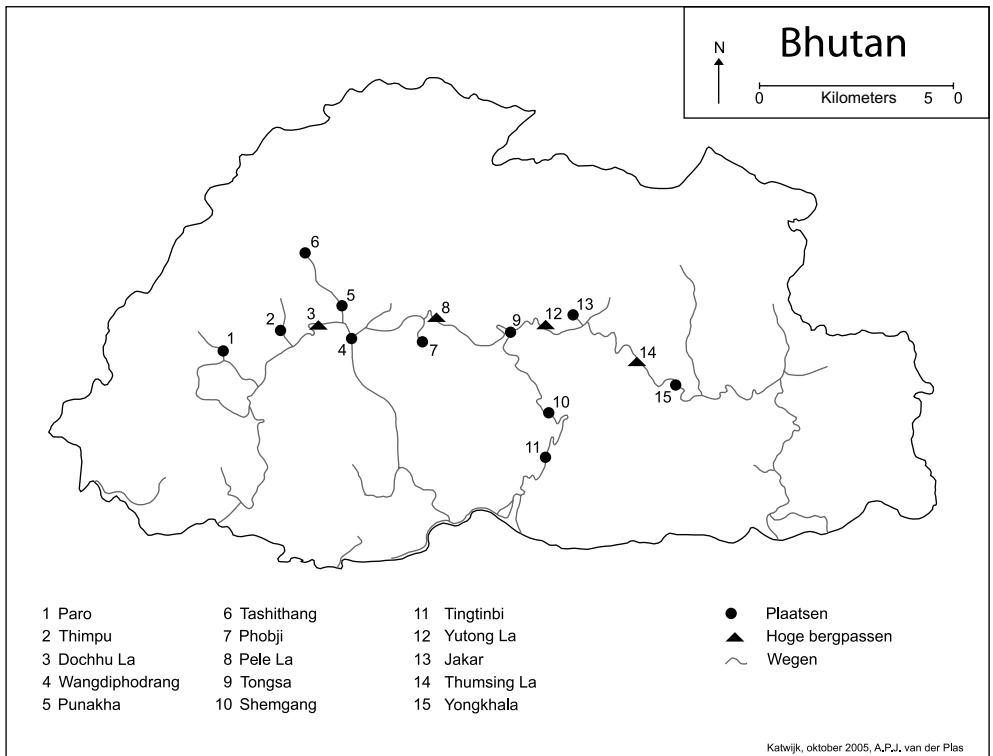 Bhutan
N
0 Kilometers 5 0
6
5
3
2
8
12
13
1
4
7
9
14
15
10
11
1 Paro
2 Thimpu
3 Dochhu La
4 Wangdiphodrang
5 Punakha
6 Tashithang
7 Phobji
8 Pele La
9 Tongsa
10 Shemgang
11 Tingtinbi
12 Yutong La
13 Jakar
14 Thumsing La
15 Yongkhala
Plaatsen
Hoge bergpassen
Wegen
Katwijk, oktober 2005, A.P.J. van der Plas